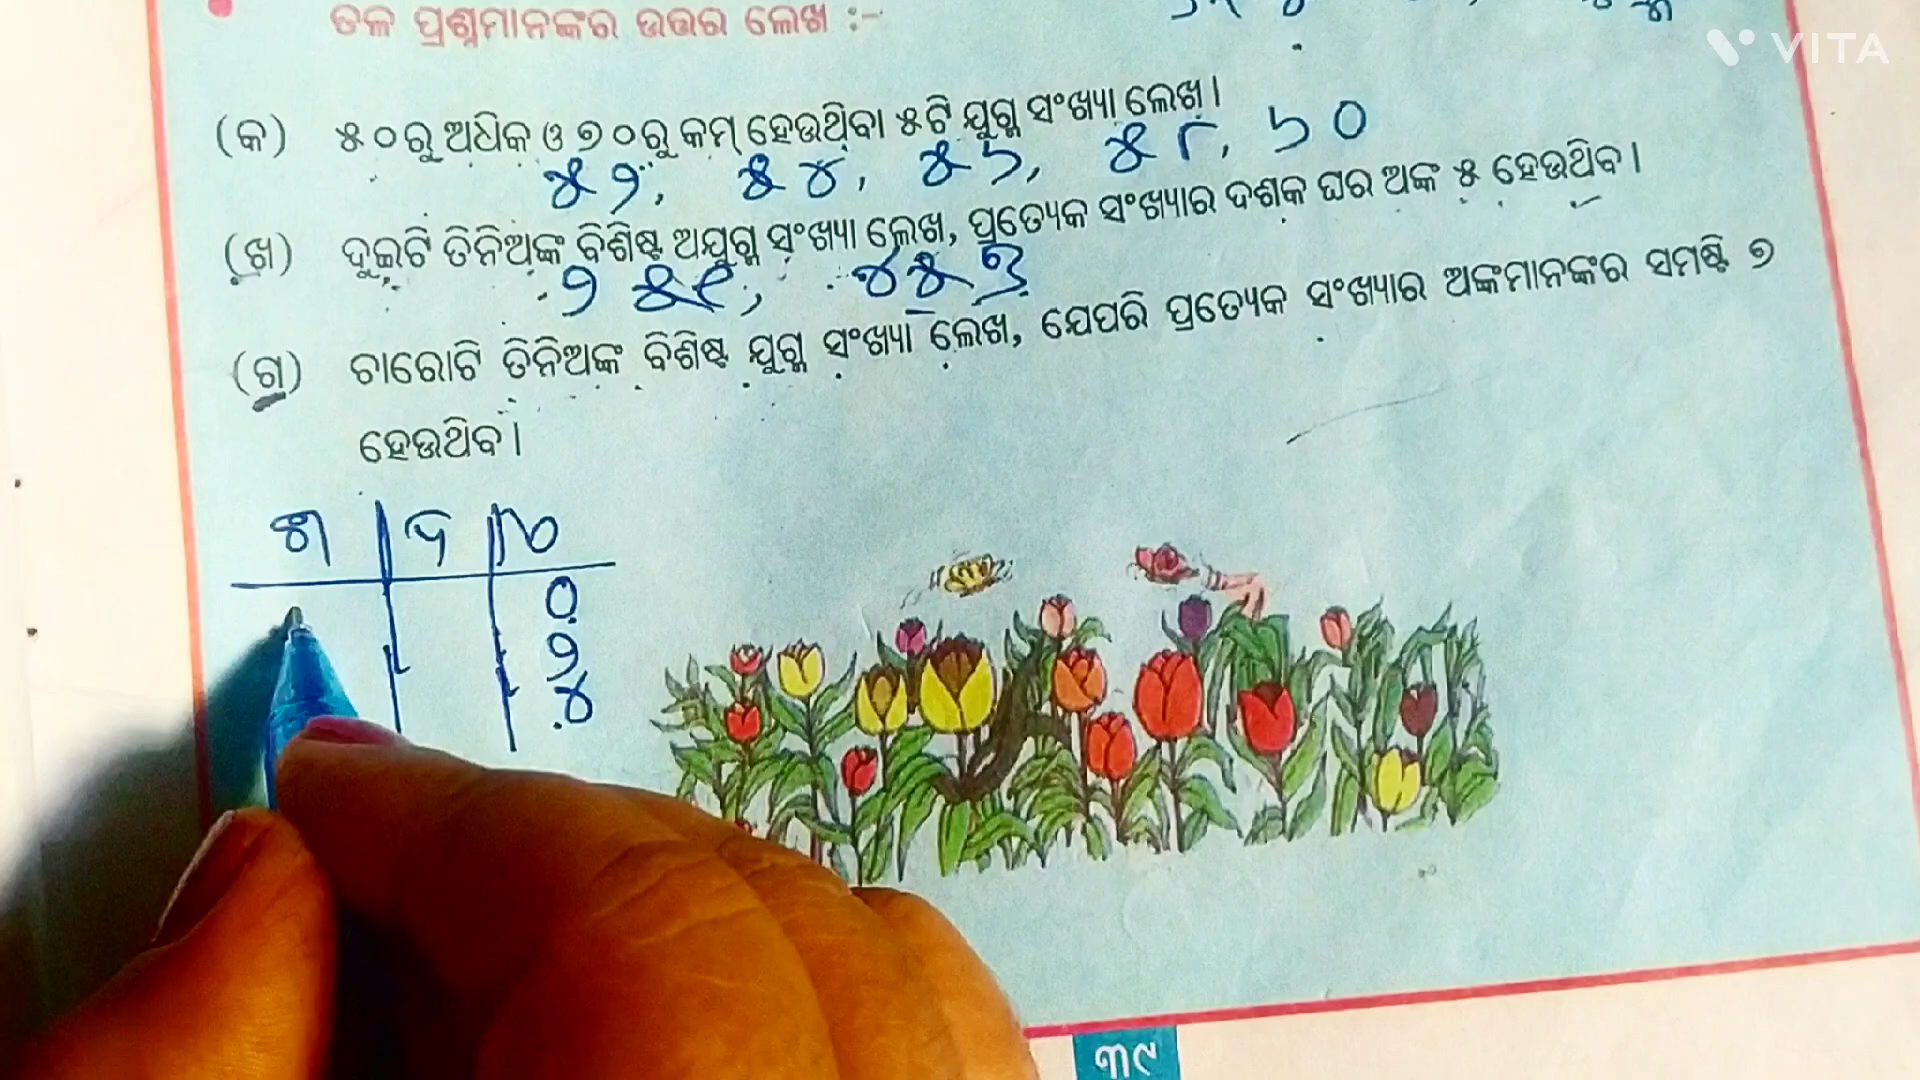 ତଳ ପ୍ରଶ୍ନମାନଙ୍କର ଉତ୍ତର ଲେଖ :-
VITA
(କ) ୫୦ରୁ ଅଧିକ ଓ ୭୦ରୁ କମ୍ ହେଉଥିବା ୫ଟି ଯୁଗ୍ମ ସଂଖ୍ୟା ଲେଖ।
୫୨, ୫୪, ୫୬, ୫୮, ୬୦
(ଖ) ଦୁଇଟି ତିନିଅଙ୍କ ବିଶିଷ୍ଟ ଅଯୁଗ୍ମ ସଂଖ୍ୟା ଲେଖ, ପ୍ରତ୍ୟେକ ସଂଖ୍ୟାର ଦଶକ ଘର ଅଙ୍କ ୫ ହେଉଥିବ।
୨୫୧, ୪୫୩
(ଗ) ଚାରୋଟି ତିନିଅଙ୍କ ବିଶିଷ୍ଟ ଯୁଗ୍ମ ସଂଖ୍ୟା ଲେଖ, ଯେପରି ପ୍ରତ୍ୟେକ ସଂଖ୍ୟାର ଅଙ୍କମାନଙ୍କର ସମଷ୍ଟି ୭
ହେଉଥିବ।
ଶ ଦ ଏ
୦
୨
୪
୩୯